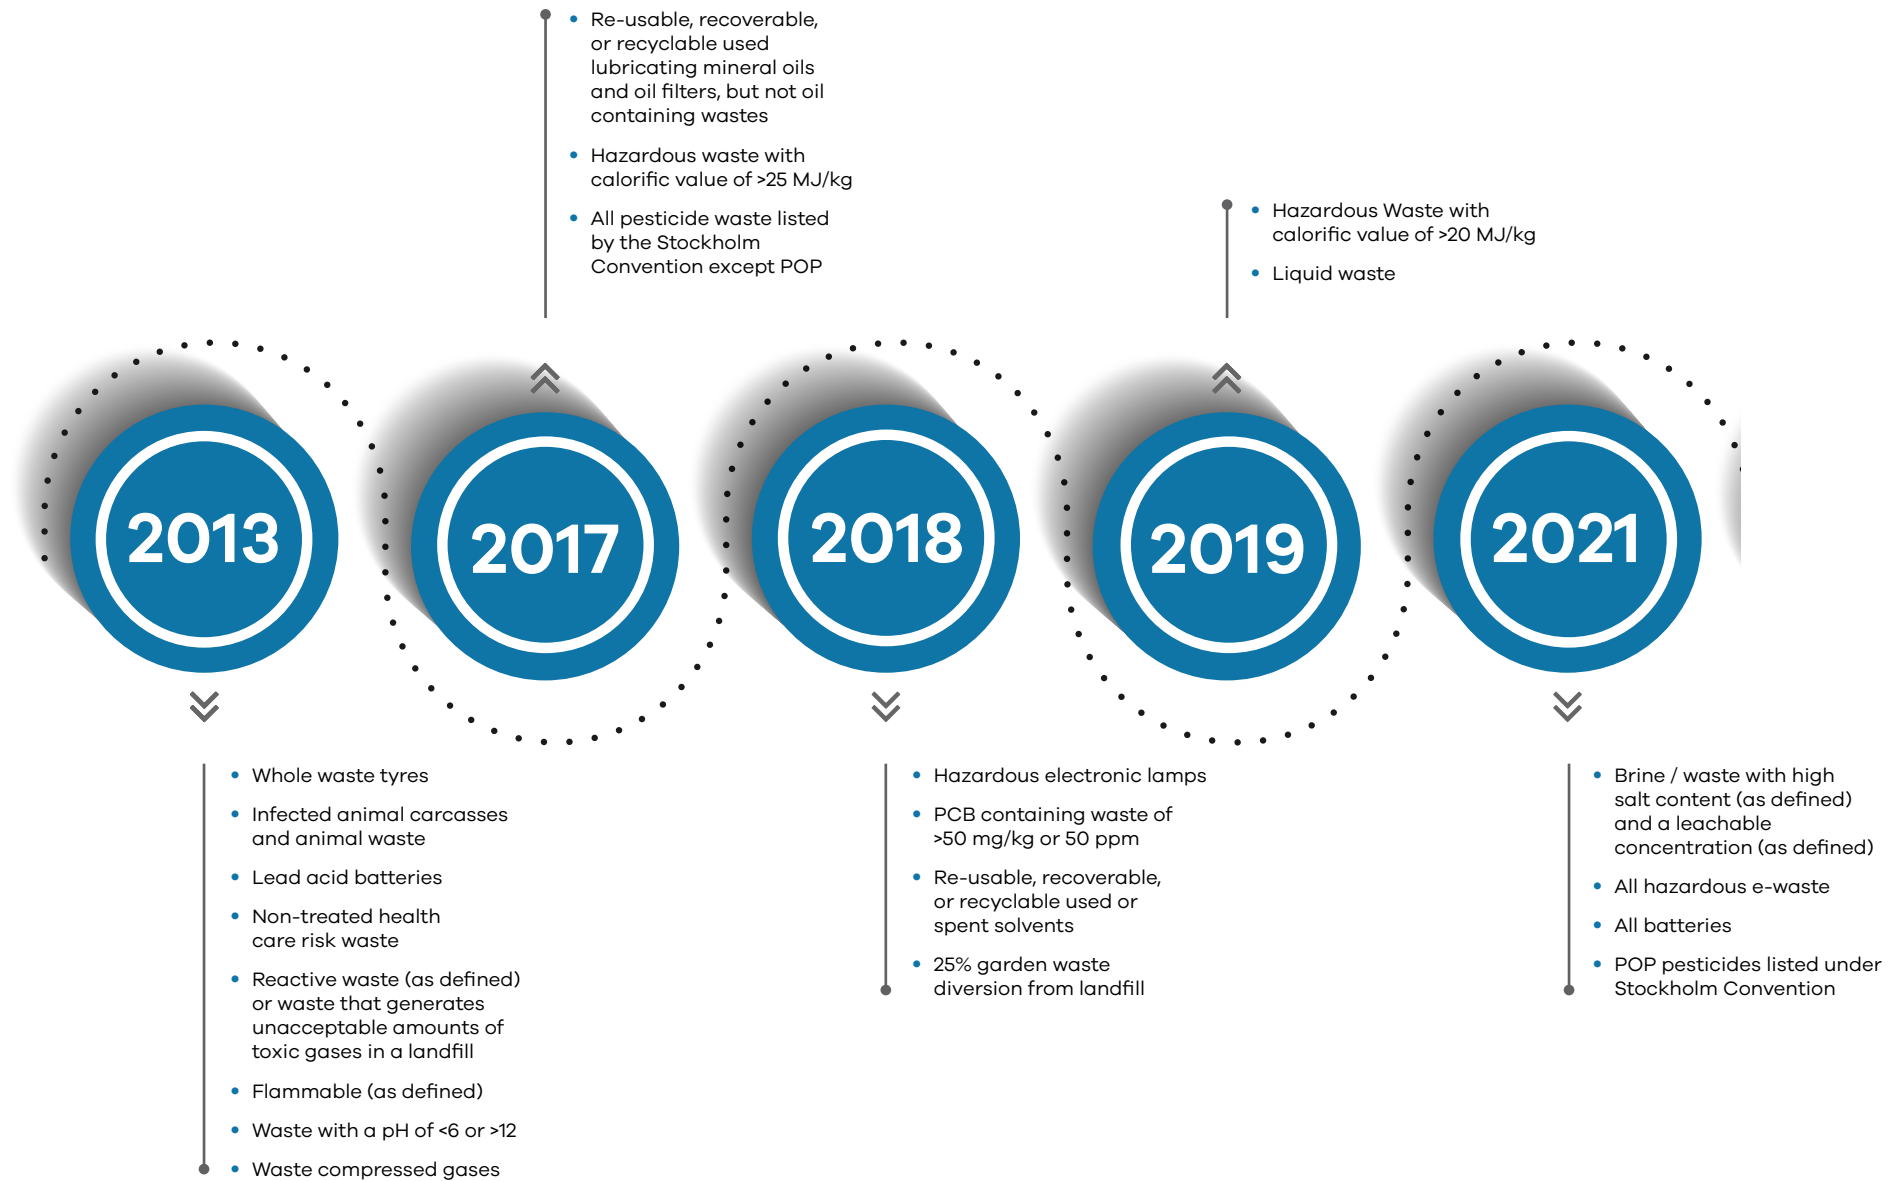 Re-usable, recoverable,
or recyclable used
lubricating mineral oils
and oil filters, but not oil
containing wastes
Hazardous waste with
calorific value of >25 MJ/kg
All pesticide waste listed
by the Stockholm
Convention except POP
Hazardous Waste with
calorific value of >20 MJ/kg
Liquid waste
2013
2017
2018
2019
2021
Whole waste tyres
Infected animal carcasses
and animal waste
Lead acid batteries
Non-treated health
care risk waste
Reactive waste (as defined)
or waste that generates
unacceptable amounts of
toxic gases in a landfill
Flammable (as defined)
Waste with a pH of <6 or >12
Waste compressed gases
Hazardous electronic lamps
PCB containing waste of
>50 mg/kg or 50 ppm
Re-usable, recoverable,
or recyclable used or
spent solvents
25% garden waste
diversion from landfill
Brine / waste with high
salt content (as defined)
and a leachable
concentration (as defined)
All hazardous e-waste
All batteries
POP pesticides listed under
Stockholm Convention